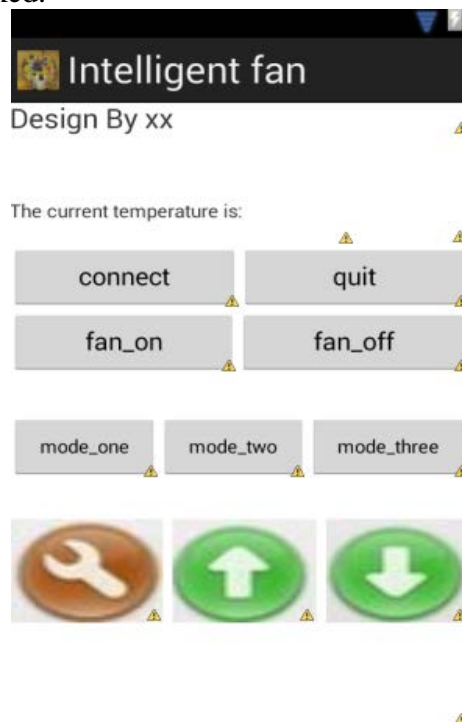 Intelligent fan
Design By xx
The current temperature is:
connect quit
fan_on fan_off
mode_one mode_two mode_three